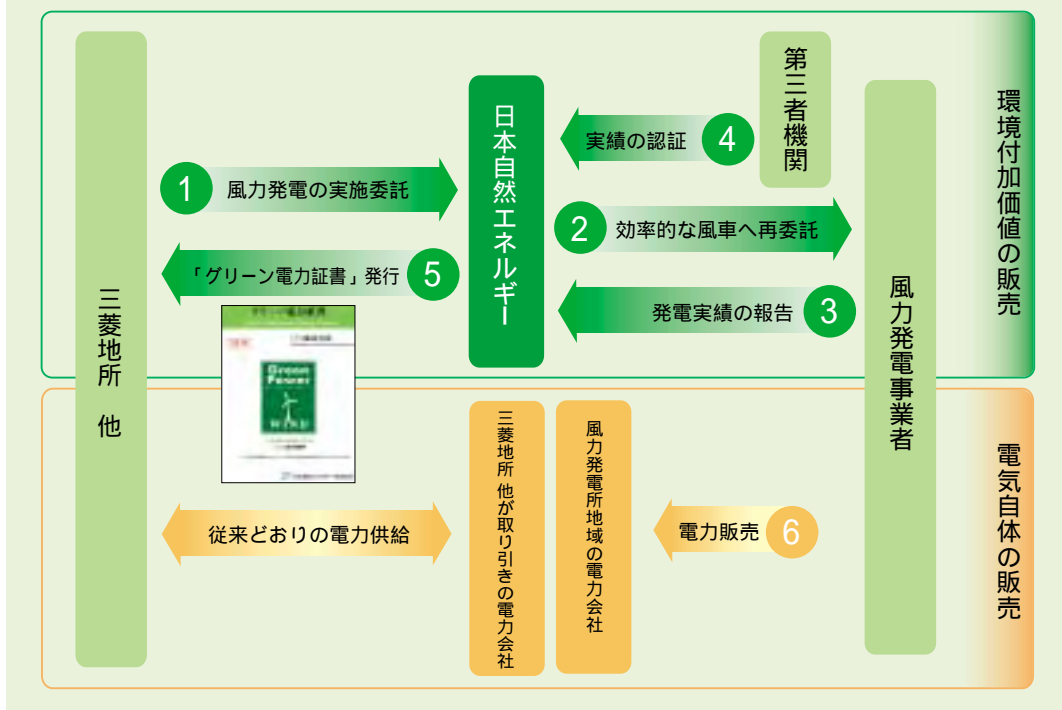 三菱地所 他
1 風力発電の実施委託
「グリーン電力証書」発行 5
Green
Power
日本自然エネルギー
実績の認証 4
第三者機関
2 効率的な風車へ再委託
発電実績の報告 3
風力発電事業者
環境付加価値の販売
従来どおりの電力供給
三菱地所 他が取り引きの電力会社
風力発電所地域の電力会社
電力販売 6
電気自体の販売